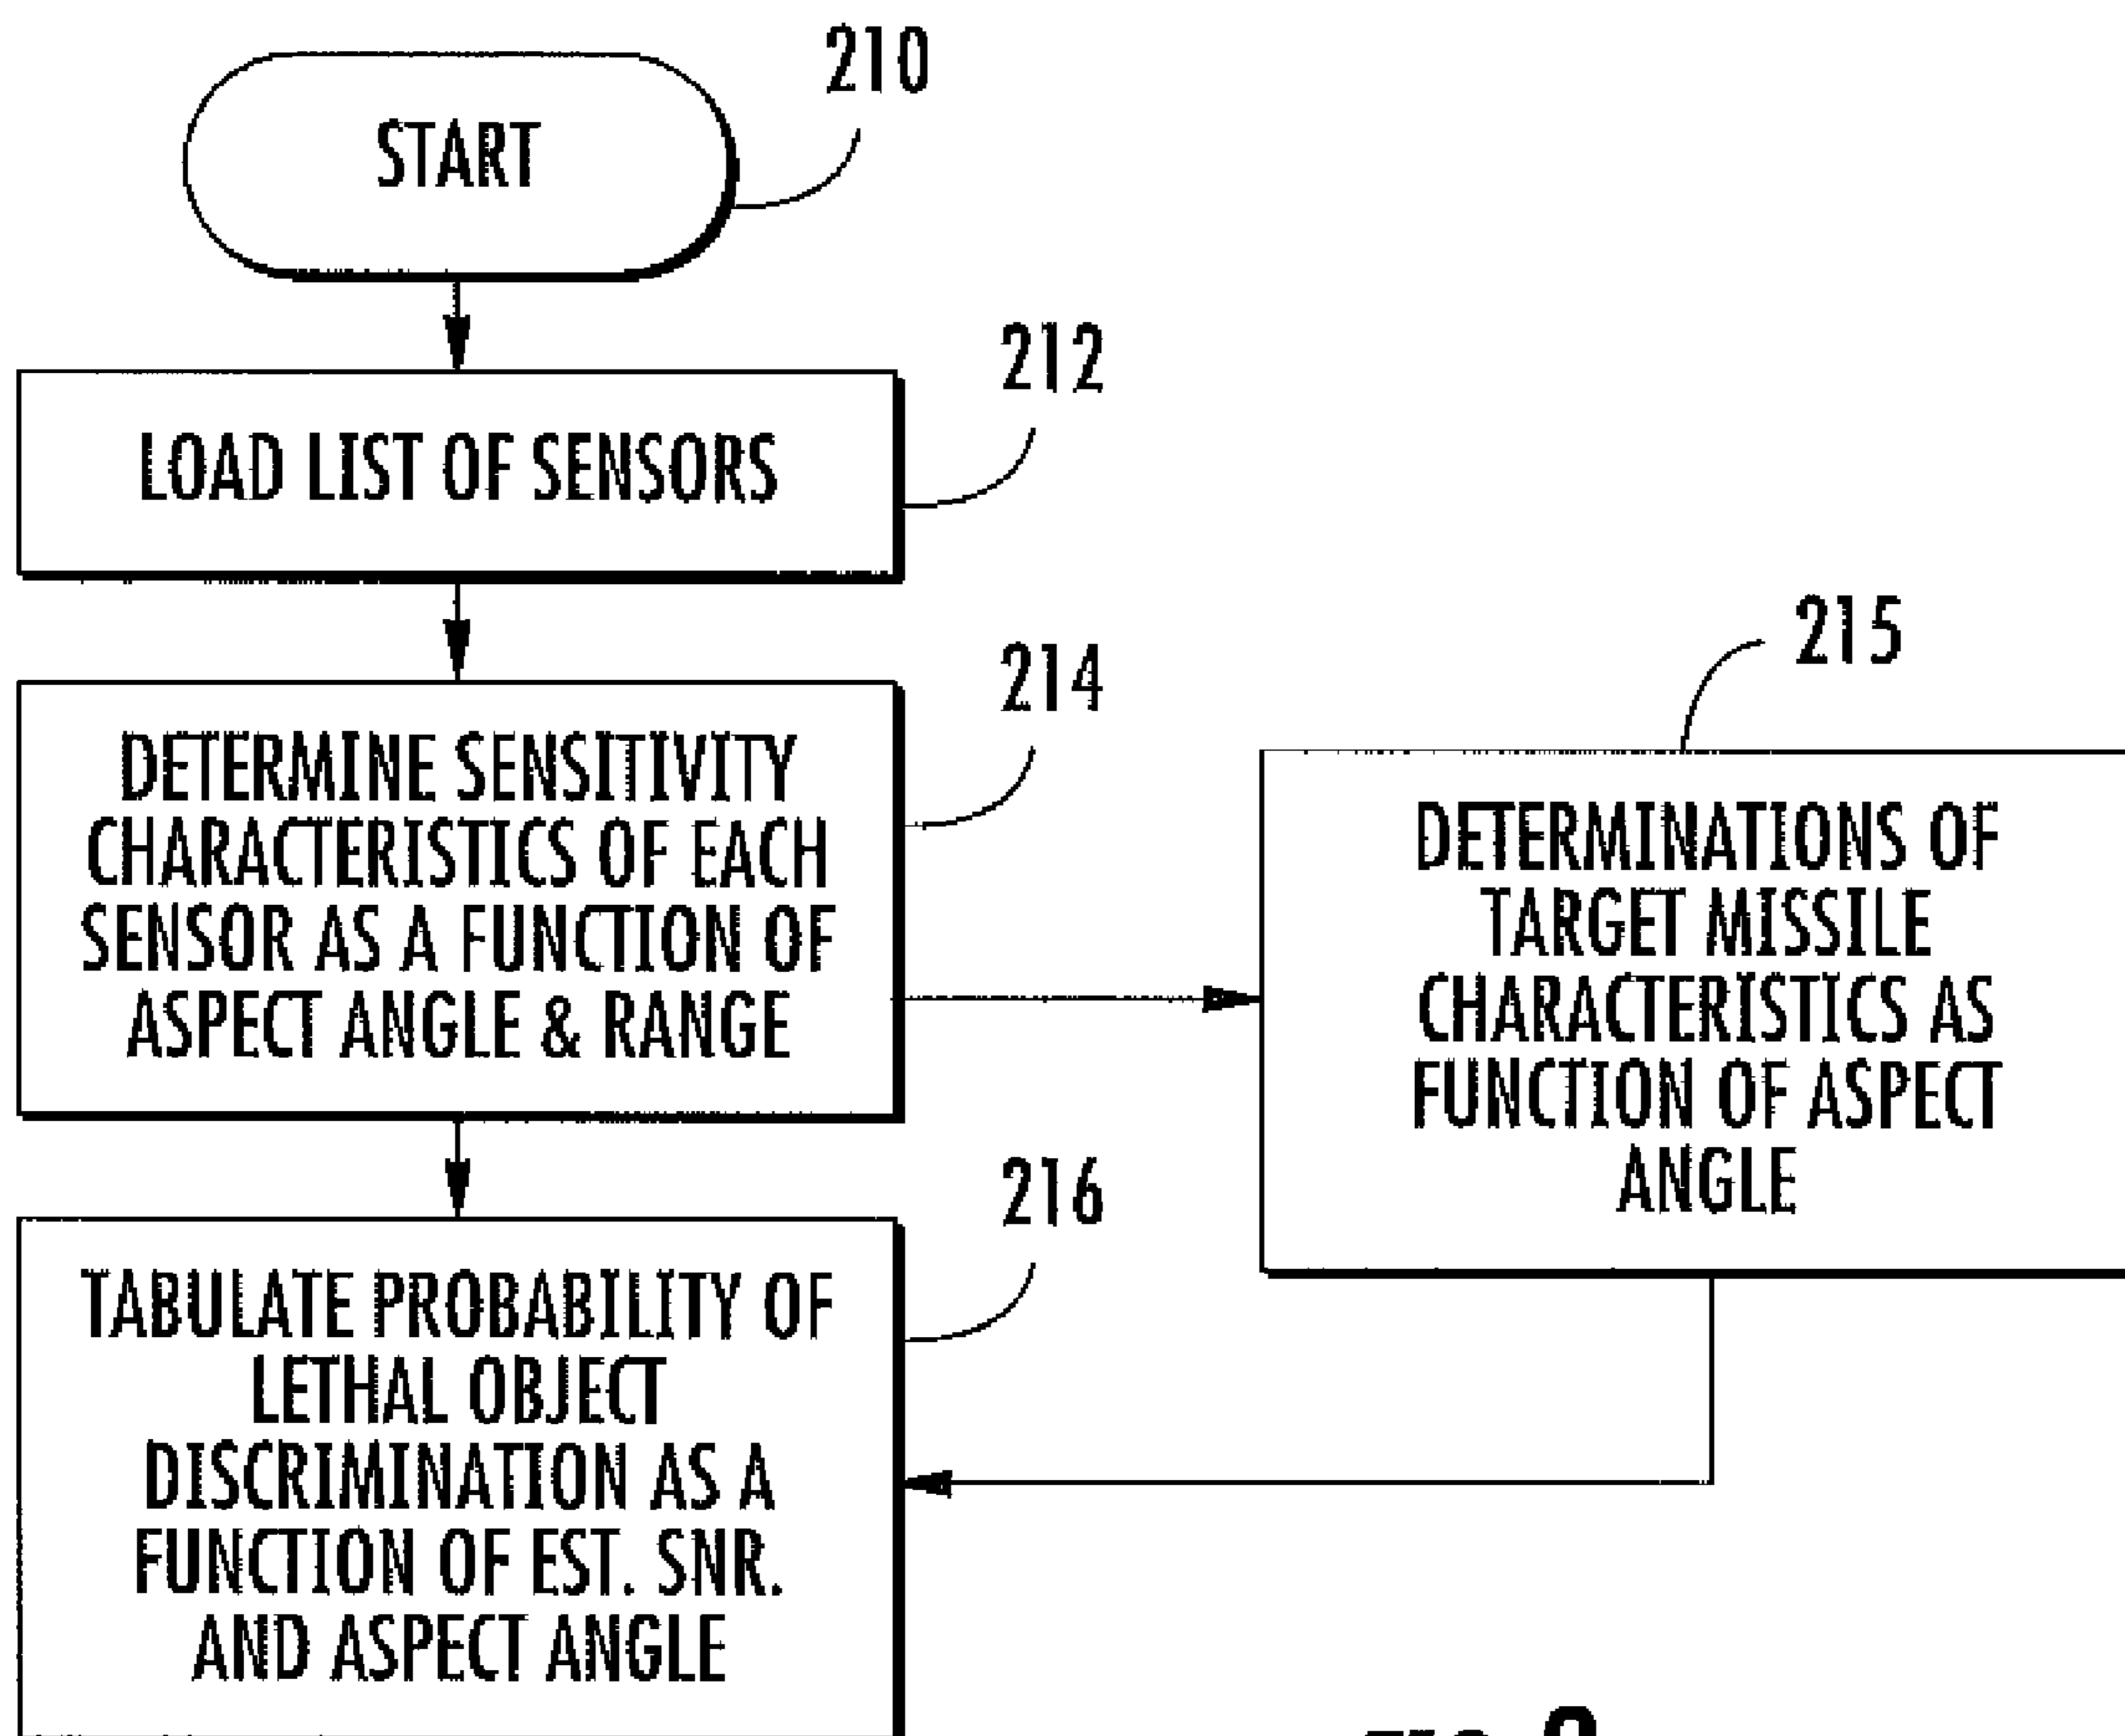 210
START
212
LOAD LIST OF SENSORS
214
DETERMINE SENSITIVITY
CHARACTERISTICS OF EACH
SENSOR AS A FUNCTION OF
ASPECT ANGLE & RANGE
215
DETERMINATIONS OF
TARGET MISSILE
CHARACTERISTICS AS
FUNCTION OF ASPECT
ANGLE
216
TABULATE PROBABILITY OF
LETHAL OBJECT
DISCRIMINATION AS A
FUNCTION OF EST. SNR.
AND ASPECT ANGLE